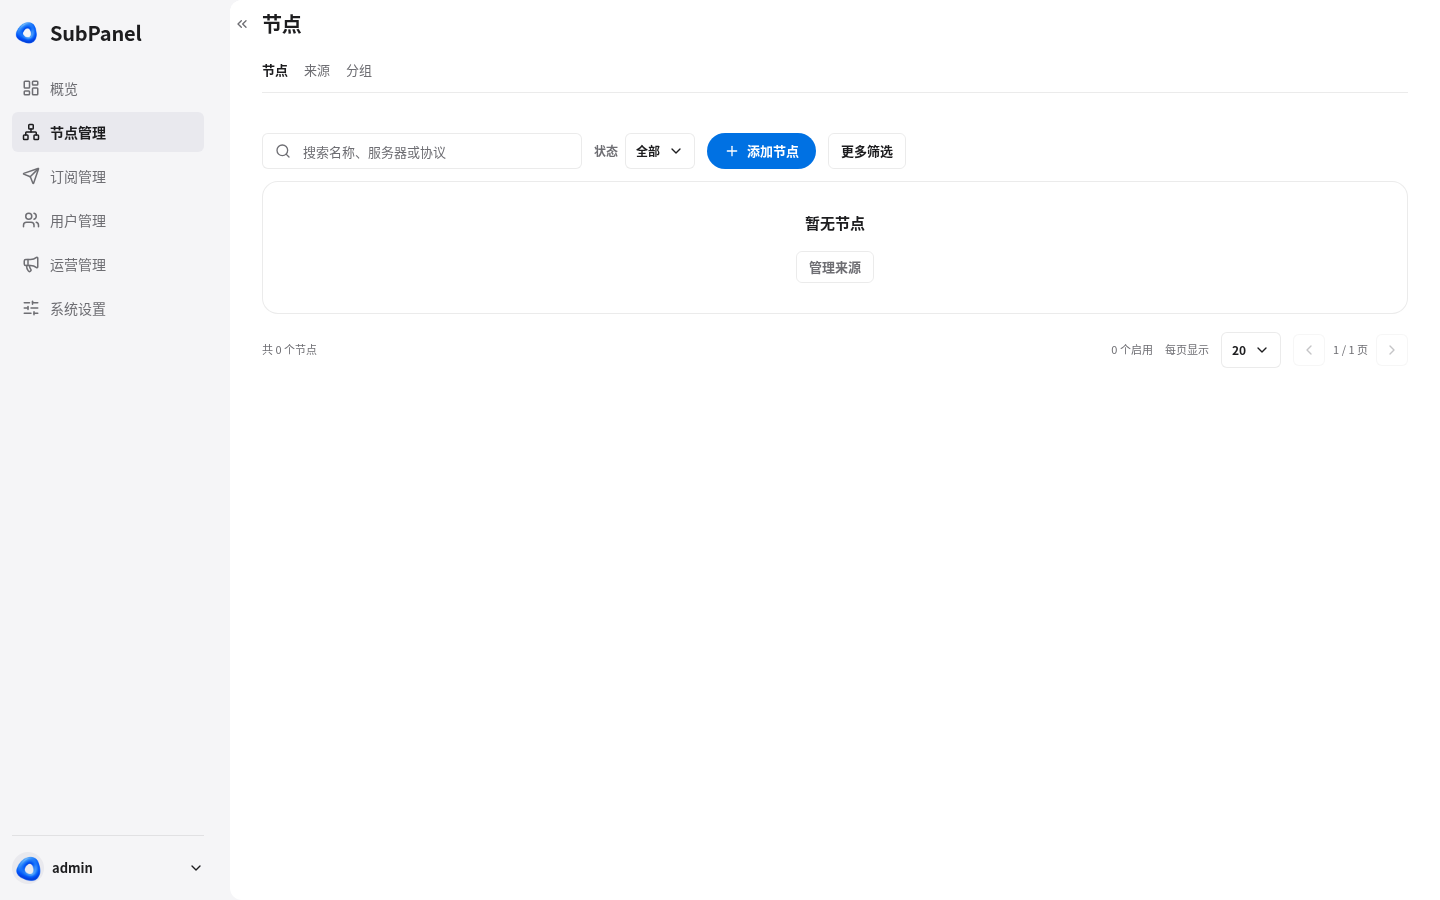 SubPanel
概览
节点管理
订阅管理
用户管理
运营管理
系统设置
admin
节点
节点 来源 分组
搜索名称、服务器或协议 状态 全部 添加节点 更多筛选
暂无节点
管理来源
共 0 个节点 0 个启用 每页显示 20 1 / 1 页